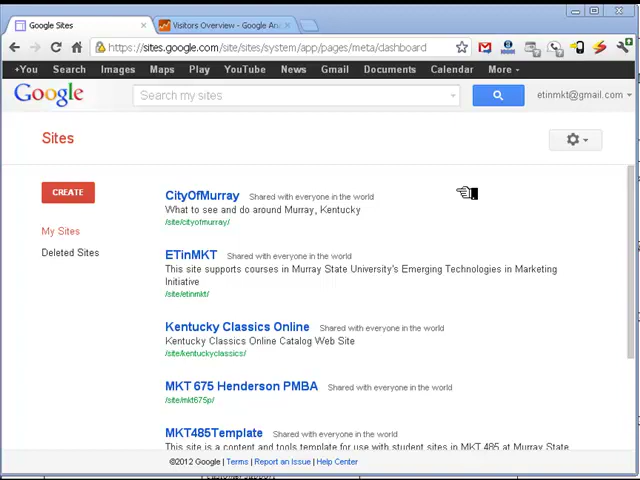 Google Sites
Visitors Overview - Google An
https://sites.google.com/site/sites/system/app/pages/meta/dashboard
+You Search Images Maps Play YouTube News Gmail Documents Calendar More
Google
Search my sites
etinmkt@gmail.com
Sites
CREATE
My Sites
Deleted Sites
CityOfMurray Shared with everyone in the world
What to see and do around Murray, Kentucky
/site/cityofmurray/
ETinMKT Shared with everyone in the world
This site supports courses in Murray State University's Emerging Technologies in Marketing
Initiative
/site/etinmkt/
Kentucky Classics Online Shared with everyone in the world
Kentucky Classics Online Catalog Web Site
/site/kentuckyclassics/
MKT 675 Henderson PMBA Shared with everyone in the world
/site/mkt675p/
MKT485Template Shared with everyone in the world
This is a content and tools template for use with student sites in MKT 485 at Murray State
©2012 Google | Terms | Report an Issue | Help Center